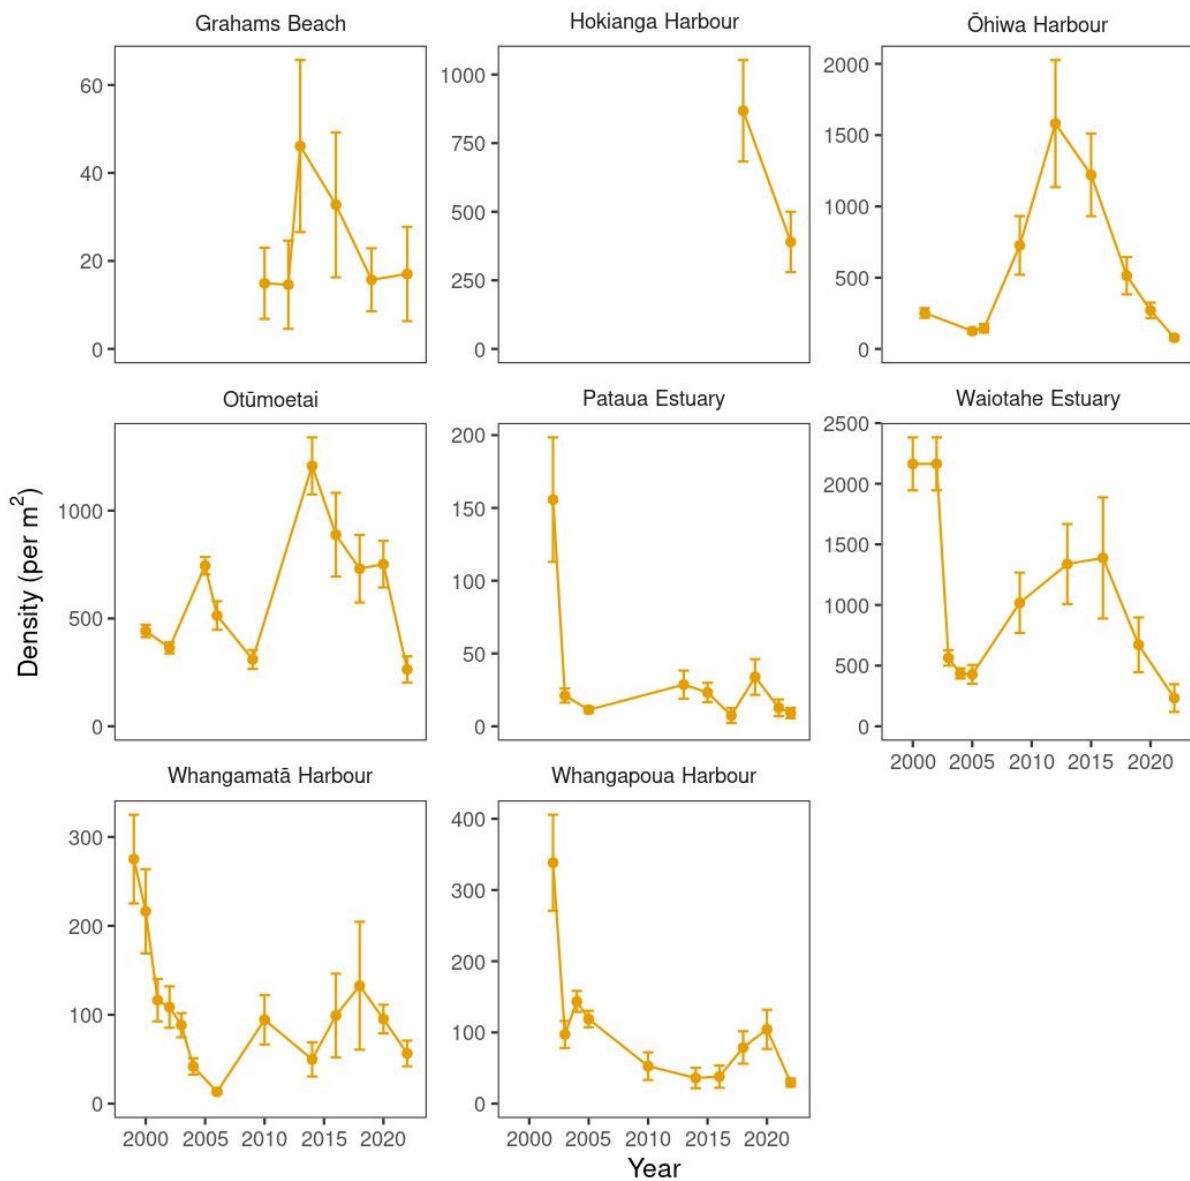 Grahams Beach
Hokianga Harbour
Ōhiwa Harbour
60
40
20
0
1000
750
500
250
0
2000
1500
1000
500
0
Otūmoetai
Pataua Estuary
Waiotahe Estuary
1000
500
0
200
150
100
50
0
2500
2000
1500
1000
500
0
2000 2005 2010 2015 2020
Density (per m²)
Whangamatā Harbour
Whangapoua Harbour
300
200
100
0
400
300
200
100
0
2000 2005 2010 2015 2020
2000 2005 2010 2015 2020
Year